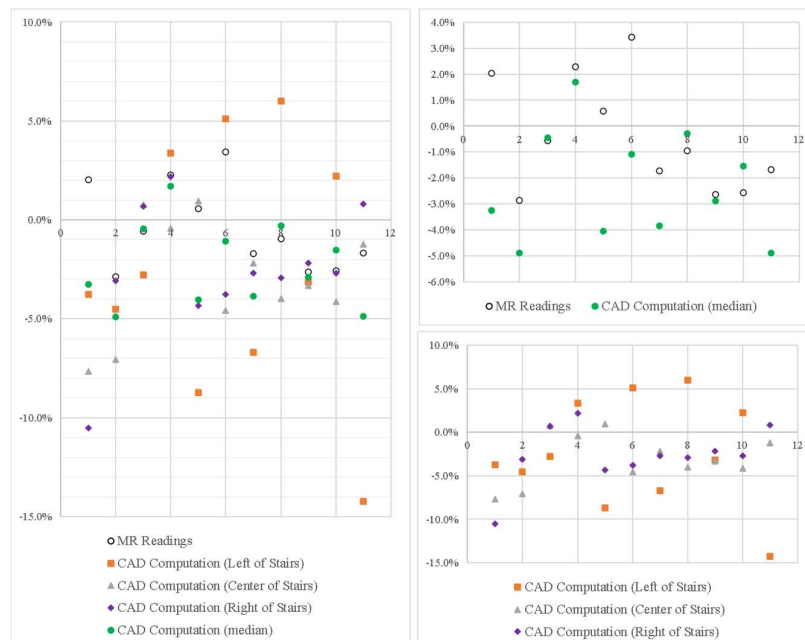 10.0%
5.0%
0.0%
0 2 4 6 8 10 12
-5.0%
-10.0%
-15.0%
MR Readings
CAD Computation (Left of Stairs)
CAD Computation (Center of Stairs)
CAD Computation (Right of Stairs)
CAD Computation (median)
4.0%
3.0%
2.0%
1.0%
0.0%
0 2 4 6 8 10 12
-1.0%
-2.0%
-3.0%
-4.0%
-5.0%
-6.0%
MR Readings CAD Computation (median)
10.0%
5.0%
0.0%
0 2 4 6 8 10 12
-5.0%
-10.0%
-15.0%
CAD Computation (Left of Stairs)
CAD Computation (Center of Stairs)
CAD Computation (Right of Stairs)